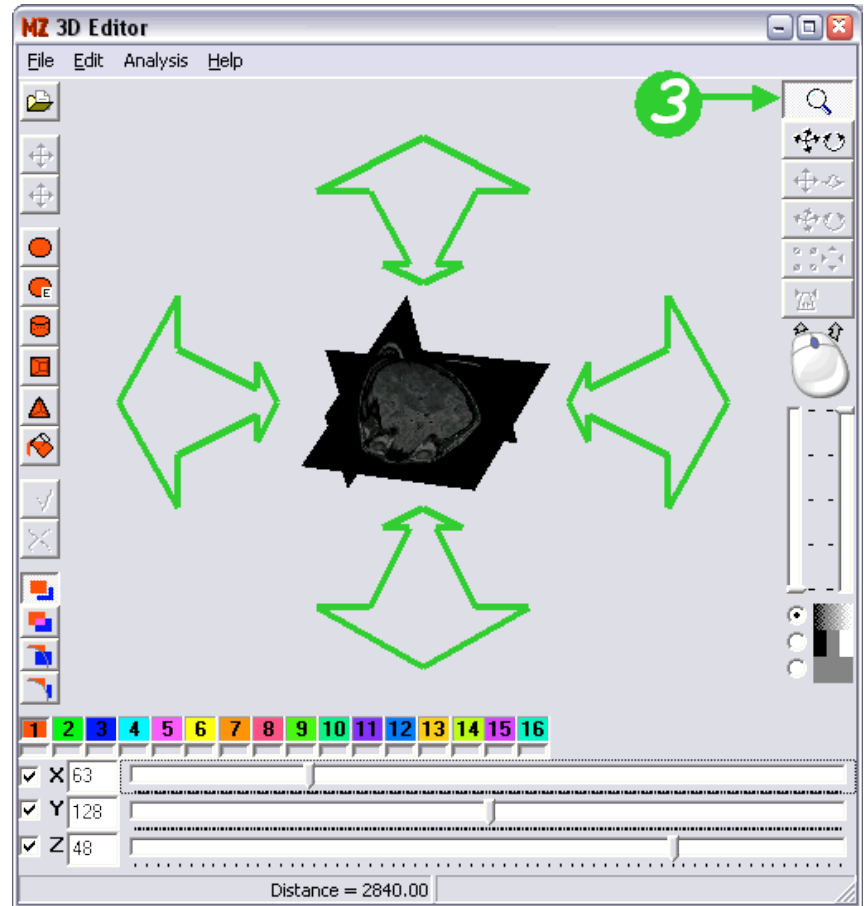 MZ 3D Editor
File Edit Analysis Help
3
E
1 2 3 4 5 6 7 8 9 10 11 12 13 14 15 16
X 63
Y 128
Z 48
Distance = 2840.00